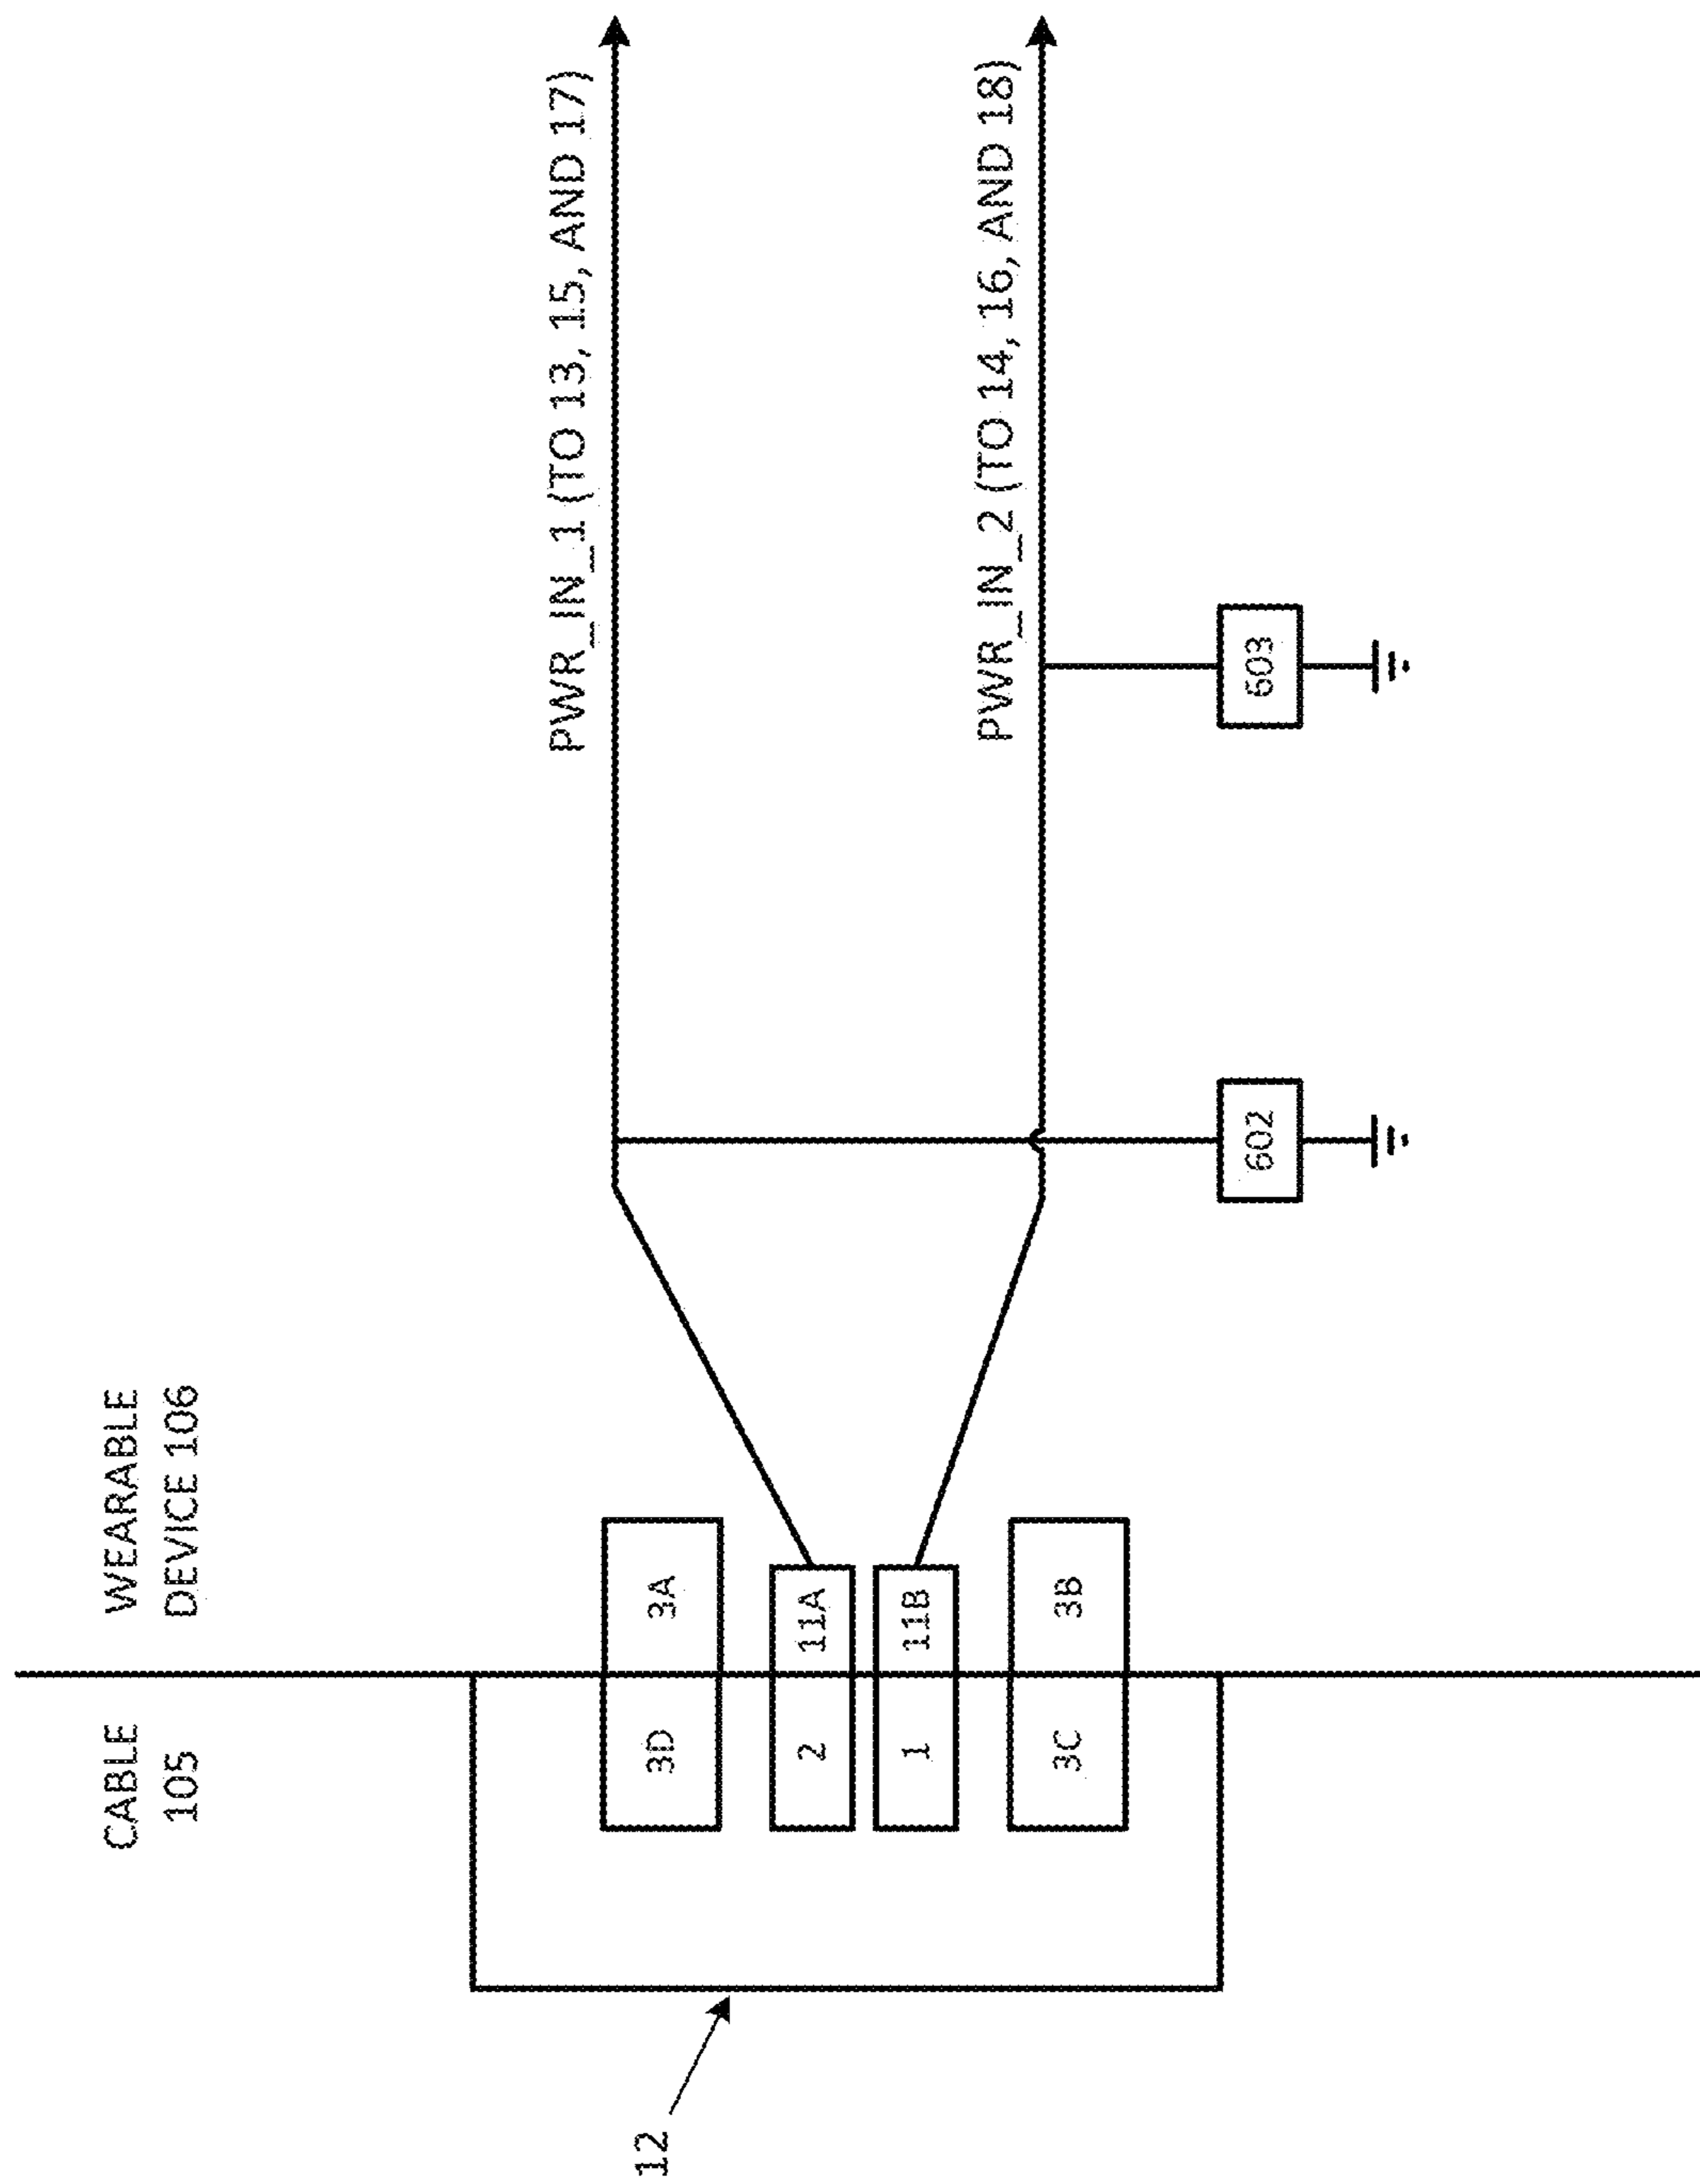 CABLE
105
WEARABLE
DEVICE 106
PWR_IN_1 (TO 13, 15, AND 17)
3D
3A
2
11A
1
11B
PWR_IN_2 (TO 14, 16, AND 18)
3C
3B
602
603
12